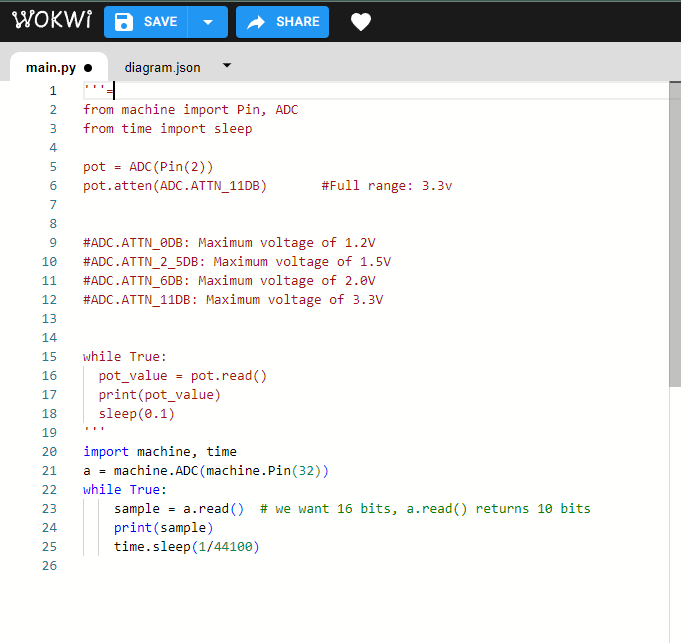 WOKWi
SAVE
SHARE
main.py
diagram.json
1 '''=
2 from machine import Pin, ADC
3 from time import sleep
4
5 pot = ADC(Pin(2))
6 pot.atten(ADC.ATTN_11DB)       #Full range: 3.3v
7
8
9 #ADC.ATTN_0DB: Maximum voltage of 1.2V
10 #ADC.ATTN_2_5DB: Maximum voltage of 1.5V
11 #ADC.ATTN_6DB: Maximum voltage of 2.0V
12 #ADC.ATTN_11DB: Maximum voltage of 3.3V
13
14
15 while True:
16   pot_value = pot.read()
17   print(pot_value)
18   sleep(0.1)
19 '''
20 import machine, time
21 a = machine.ADC(machine.Pin(32))
22 while True:
23     sample = a.read()  # we want 16 bits, a.read() returns 10 bits
24     print(sample)
25     time.sleep(1/44100)
26